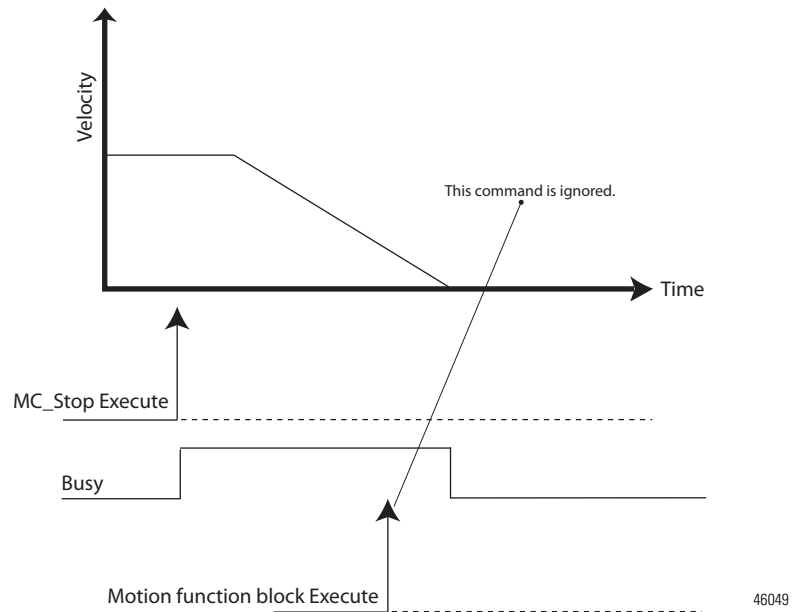 Velocity
This command is ignored.
Time
MC_Stop Execute
Busy
Motion function block Execute
46049